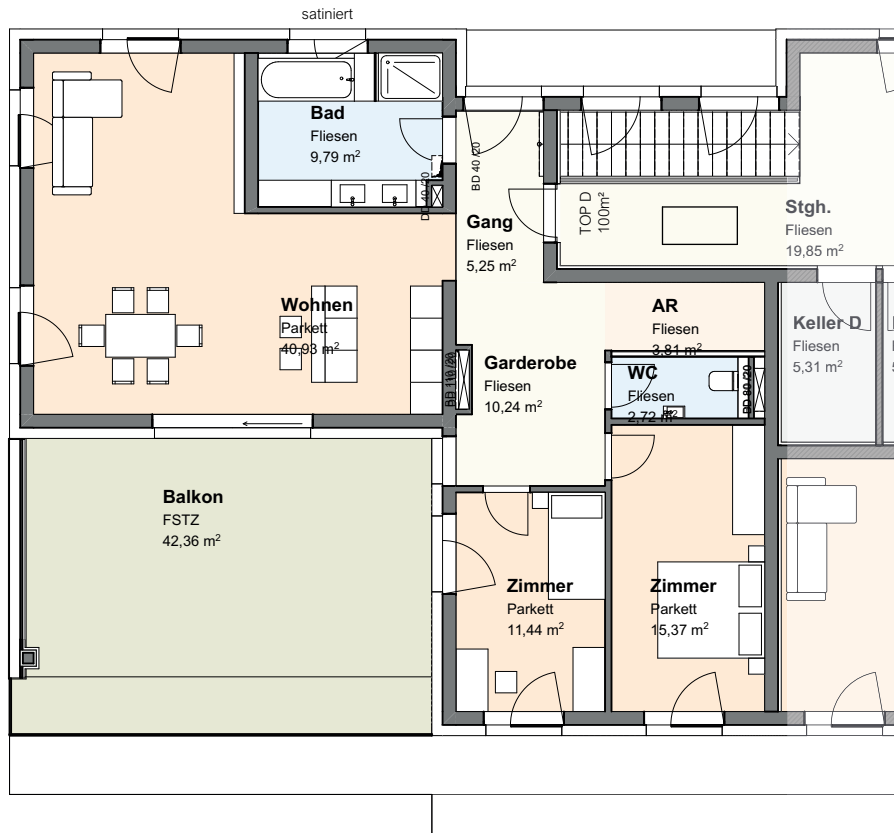 satiniert
Bad
Fliesen
9,79 m²
BD 40 /20
BD 40 /20
Gang
Fliesen
5,25 m²
TOP D
100m²
Stgh.
Fliesen
19,85 m²
Wohnen
Parkett
40,93 m²
AR
Fliesen
3,81 m²
Keller D
Fliesen
5,31 m²
Garderobe
Fliesen
10,24 m²
WC
Fliesen
2,72 m²
BD 80 /20
Balkon
FSTZ
42,36 m²
Zimmer
Parkett
11,44 m²
Zimmer
Parkett
15,37 m²